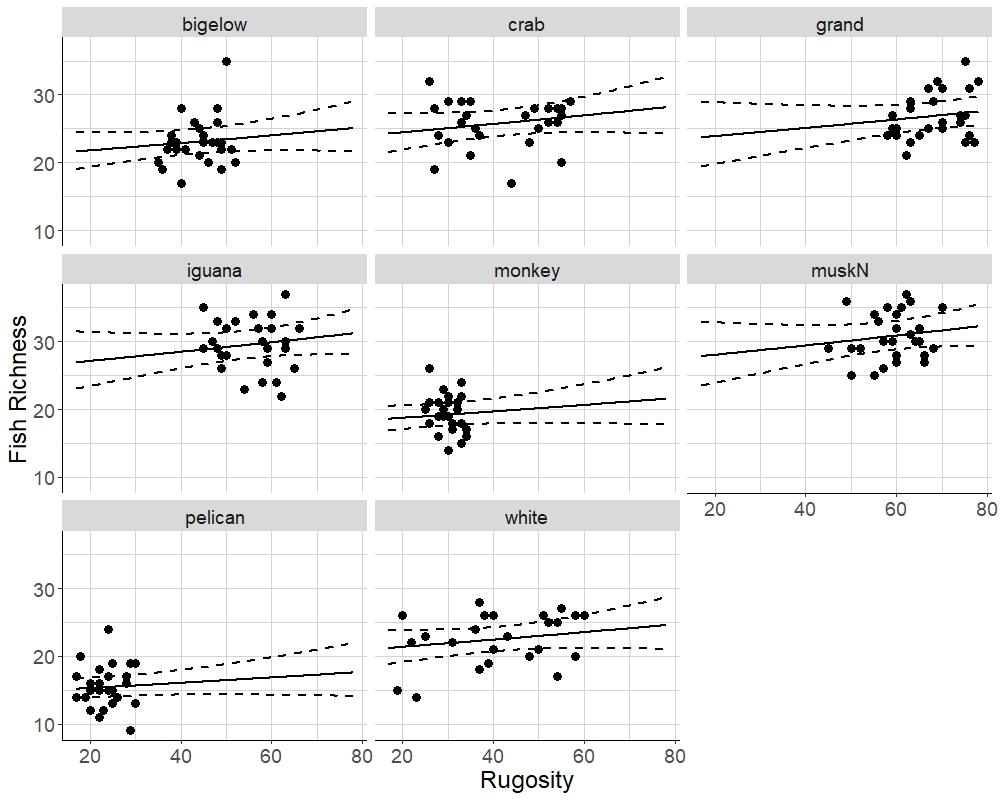 bigelow crab grand
30
20
10
iguana monkey muskN
30
20
10
20 40 60 80
pelican white
30
20
10
20 40 60 80 20 40 60 80
Rugosity
Fish Richness